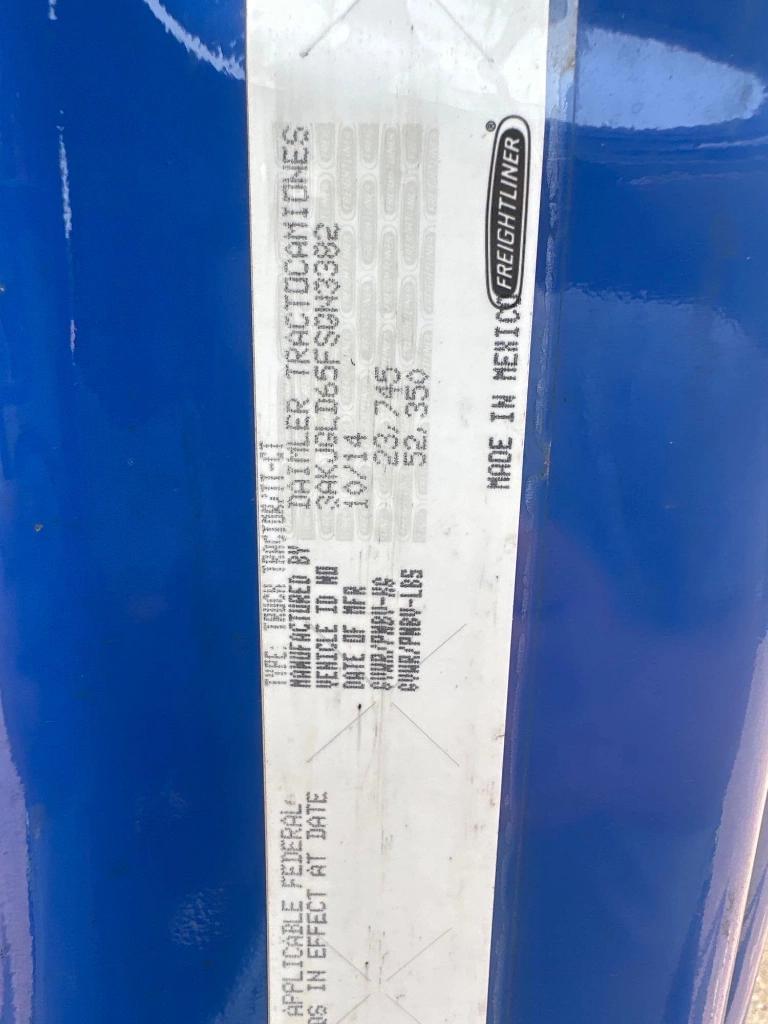 APPLICABLE FEDERAL
DS IN EFFECT AT DATE
TYPE: TRUCK TRACTOR/TT-CT
MANUFACTURED BY DAIMLER TRACTOCAMIONES
VEHICLE ID NO 3AKJGLD65FSGN3382
DATE OF MFR 10/14
GVWR/PNBV-KG 23,745
GVWR/PNBV-LBS 52,350
MADE IN MEXICO
FREIGHTLINER®